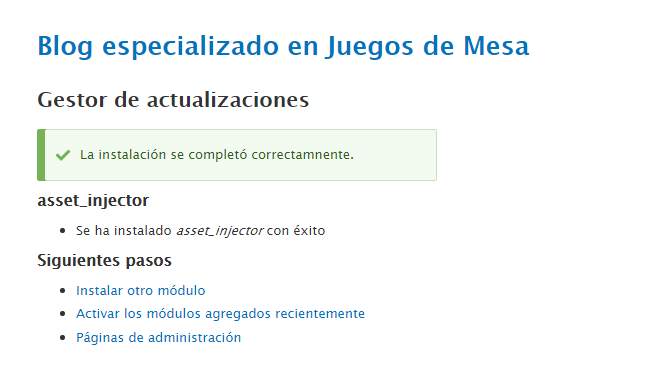 Blog especializado en Juegos de Mesa
Gestor de actualizaciones
La instalación se completó correctamnente.
asset_injector
Se ha instalado asset_injector con éxito
Siguientes pasos
Instalar otro módulo
Activar los módulos agregados recientemente
Páginas de administración